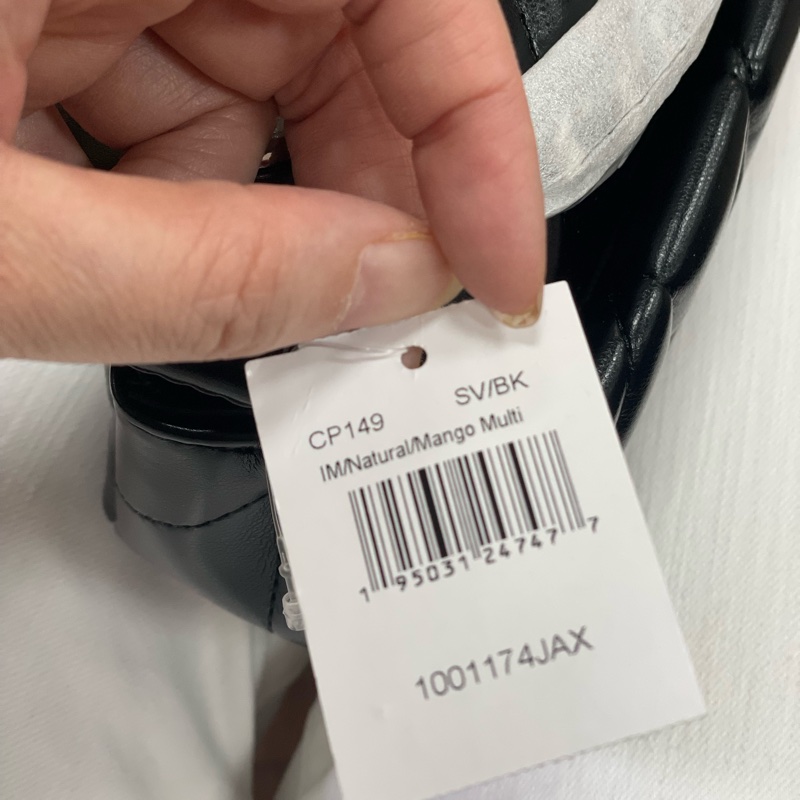 CP149 SV/BK
IM/Natural/Mango Multi
1 95031 24747 7
1001174JAX